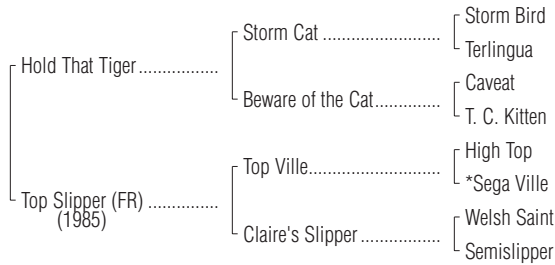 Storm Bird
Storm Cat ........................
Terlingua
Hold That Tiger................
Caveat
Beware of the Cat.............
T. C. Kitten
High Top
Top Ville..........................
*Sega Ville
Top Slipper (FR) ..............
(1985)
Welsh Saint
Claire's Slipper ................
Semislipper